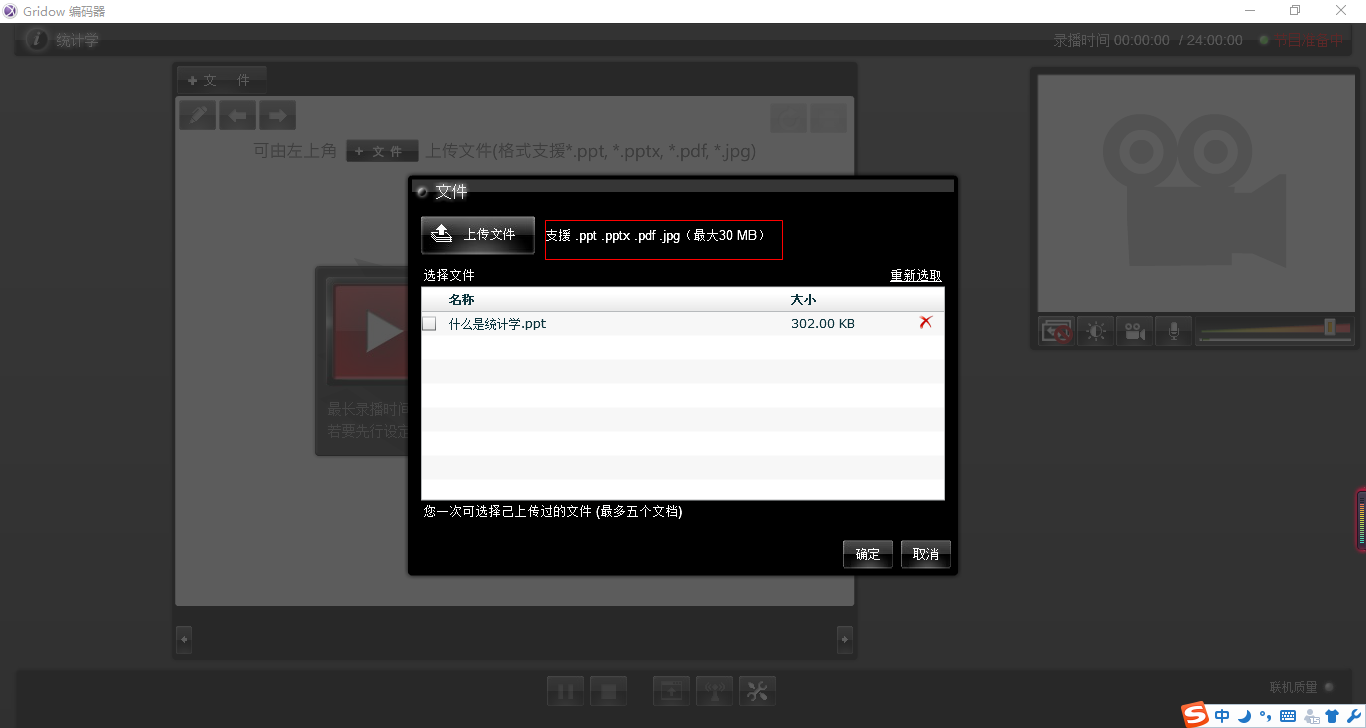 Gridow 编码器
统计学
录播时间 00:00:00 / 24:00:00
节目准备中
+ 文 件
可由左上角 + 文 件 上传文件(格式支援*.ppt, *.pptx, *.pdf, *.jpg)
文件
上传文件
支援 .ppt .pptx .pdf .jpg（最大30 MB）
选择文件
重新选取
名称 大小
什么是统计学.ppt 302.00 KB
最长录播时间
若要先行设定
您一次可选择己上传过的文件 (最多五个文档)
确定 取消
联机质量
S 中